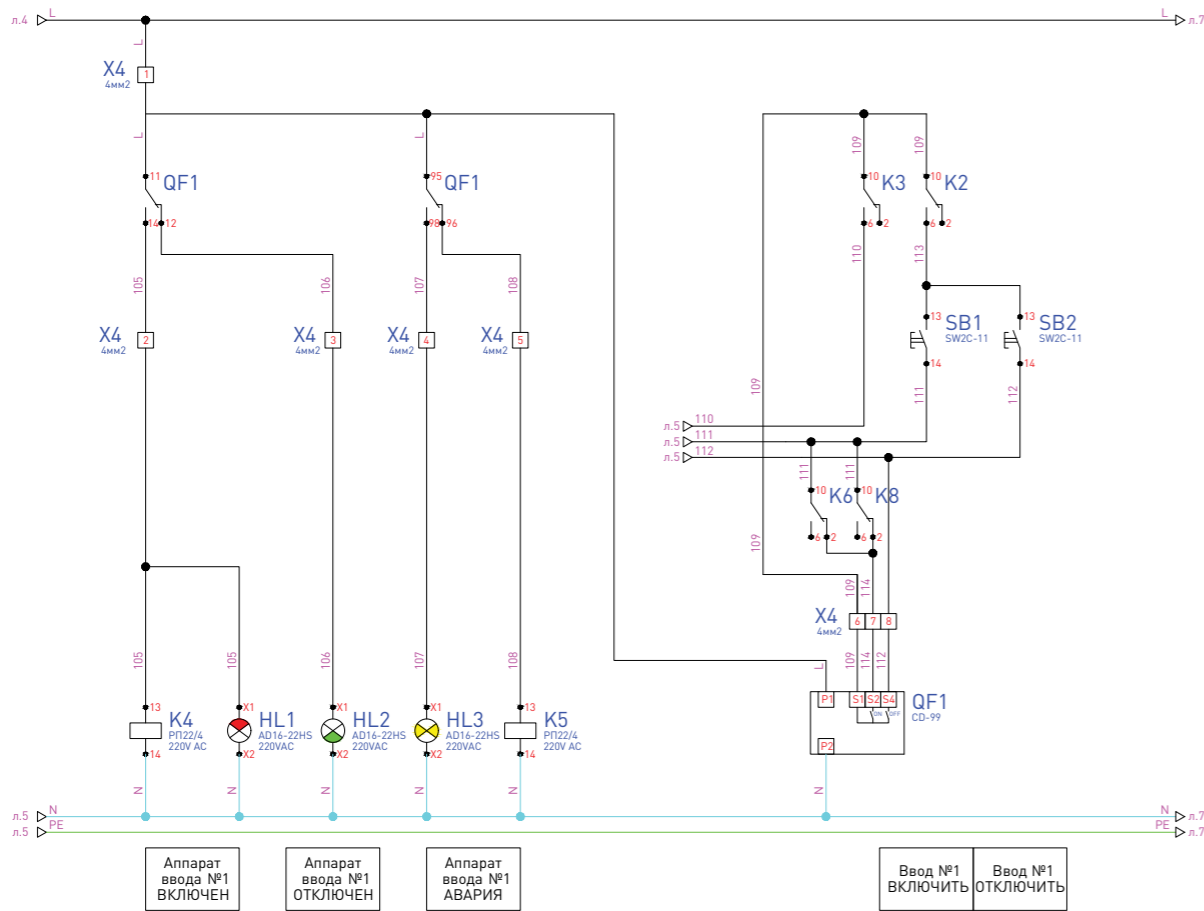 л.4
L
L
л.7
L
X4
4мм2
1
L
L
11
QF1
14
12
95
QF1
98
96
109
109
10
K3
6
2
10
K2
6
2
110
113
105
106
107
108
X4
4мм2
2
X4
4мм2
3
X4
4мм2
4
X4
4мм2
5
13
SB1
SW2C-11
14
13
SB2
SW2C-11
14
109
111
112
л.5
110
л.5
111
л.5
112
111
111
10
K6
6
2
10
K8
6
2
109
109
114
X4
4мм2
6
7
8
105
105
106
107
108
L
109
114
112
13
K4
РП22/4
220V AC
14
X1
HL1
AD16-22HS
220VAC
X2
X1
HL2
AD16-22HS
220VAC
X2
X1
HL3
AD16-22HS
220VAC
X2
13
K5
РП22/4
220V AC
14
P1
S1
S2
S4
ON
OFF
P2
QF1
CD-99
N
N
N
N
N
N
л.5
N
N
л.7
л.5
PE
PE
л.7
Аппарат
ввода №1
ВКЛЮЧЕН
Аппарат
ввода №1
ОТКЛЮЧЕН
Аппарат
ввода №1
АВАРИЯ
Ввод №1
ВКЛЮЧИТЬ
Ввод №1
ОТКЛЮЧИТЬ